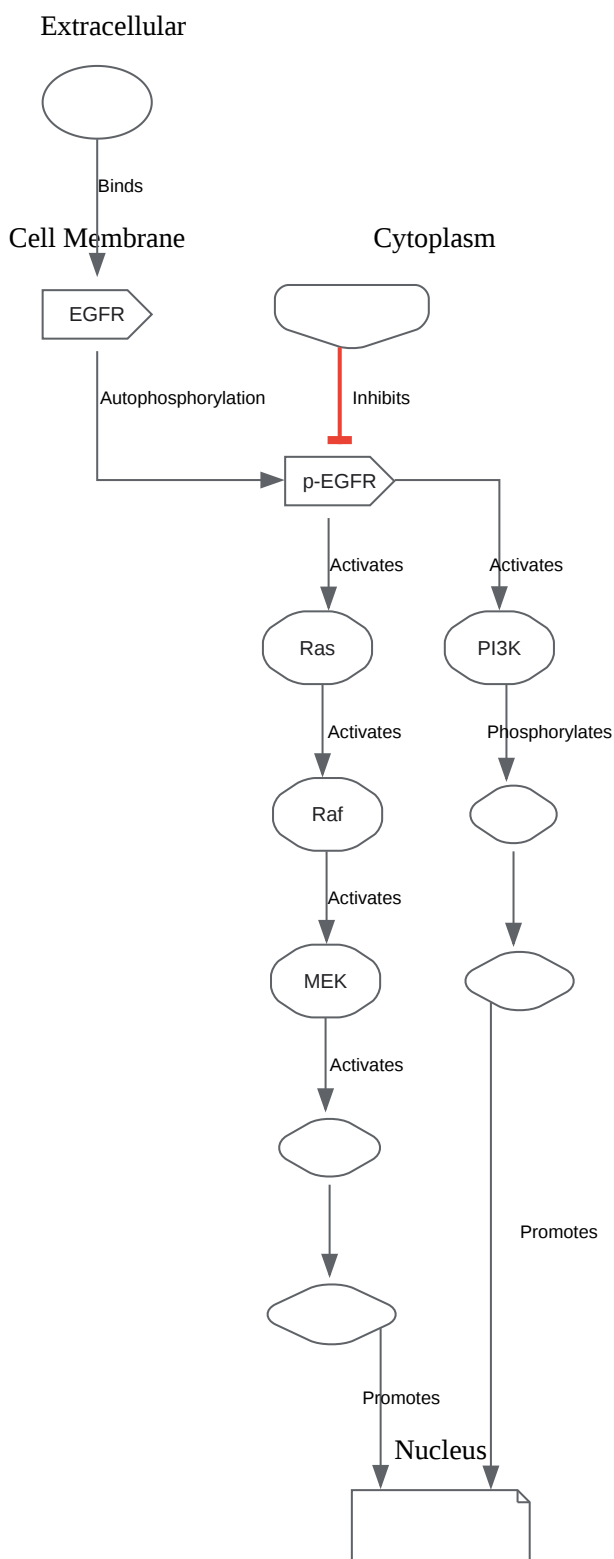 Extracellular
Binds
Cell Membrane
Cytoplasm
EGFR
Autophosphorylation
Inhibits
p-EGFR
Activates
Activates
Ras
PI3K
Activates
Phosphorylates
Raf
Activates
MEK
Activates
Promotes
Promotes
Nucleus